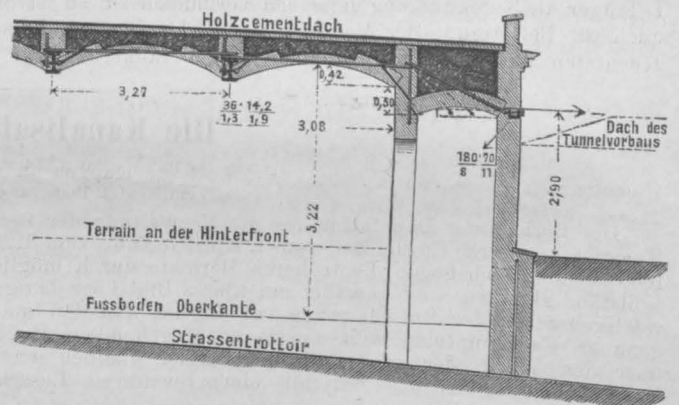 Holzcementdach
0,42
3,27
36 · 14,2
1,3 1,9
3,08
0,50
180·70
8 11
Dach des
Tunnelvorbaus
2,90
5,22
Terrain an der Hinterfront
Fussboden Oberkante
Strassentrottoir